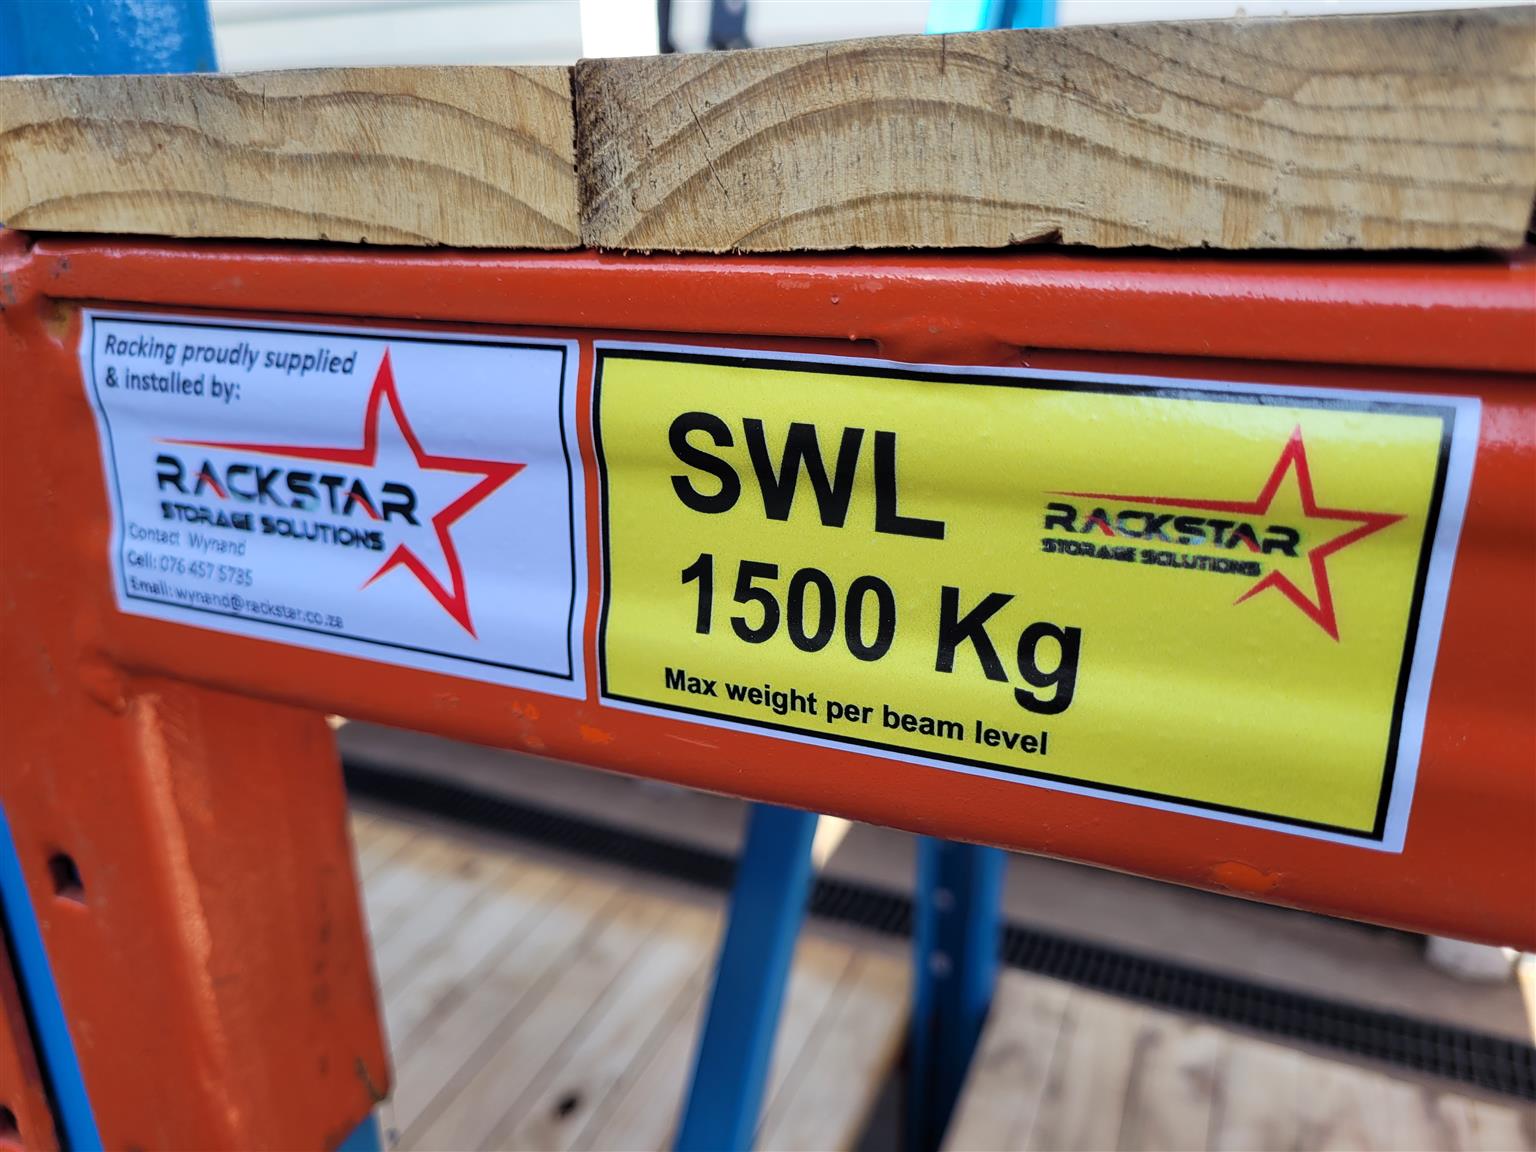 Racking proudly supplied
& installed by:
RACKSTAR
STORAGE SOLUTIONS
Contact Wynand
Cell: 076 457 5735
Email: wynand@rackstar.co.za
SWL
1500 Kg
Max weight per beam level
RACKSTAR
STORAGE SOLUTIONS